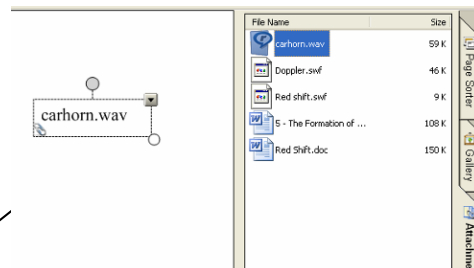 carhorn.wav
File Name Size
carhorn.wav 59 K
Doppler.swf 46 K
Red shift.swf 9 K
5 - The Formation of ... 108 K
Red Shift.doc 150 K
Page Sorter
Gallery
Attachme